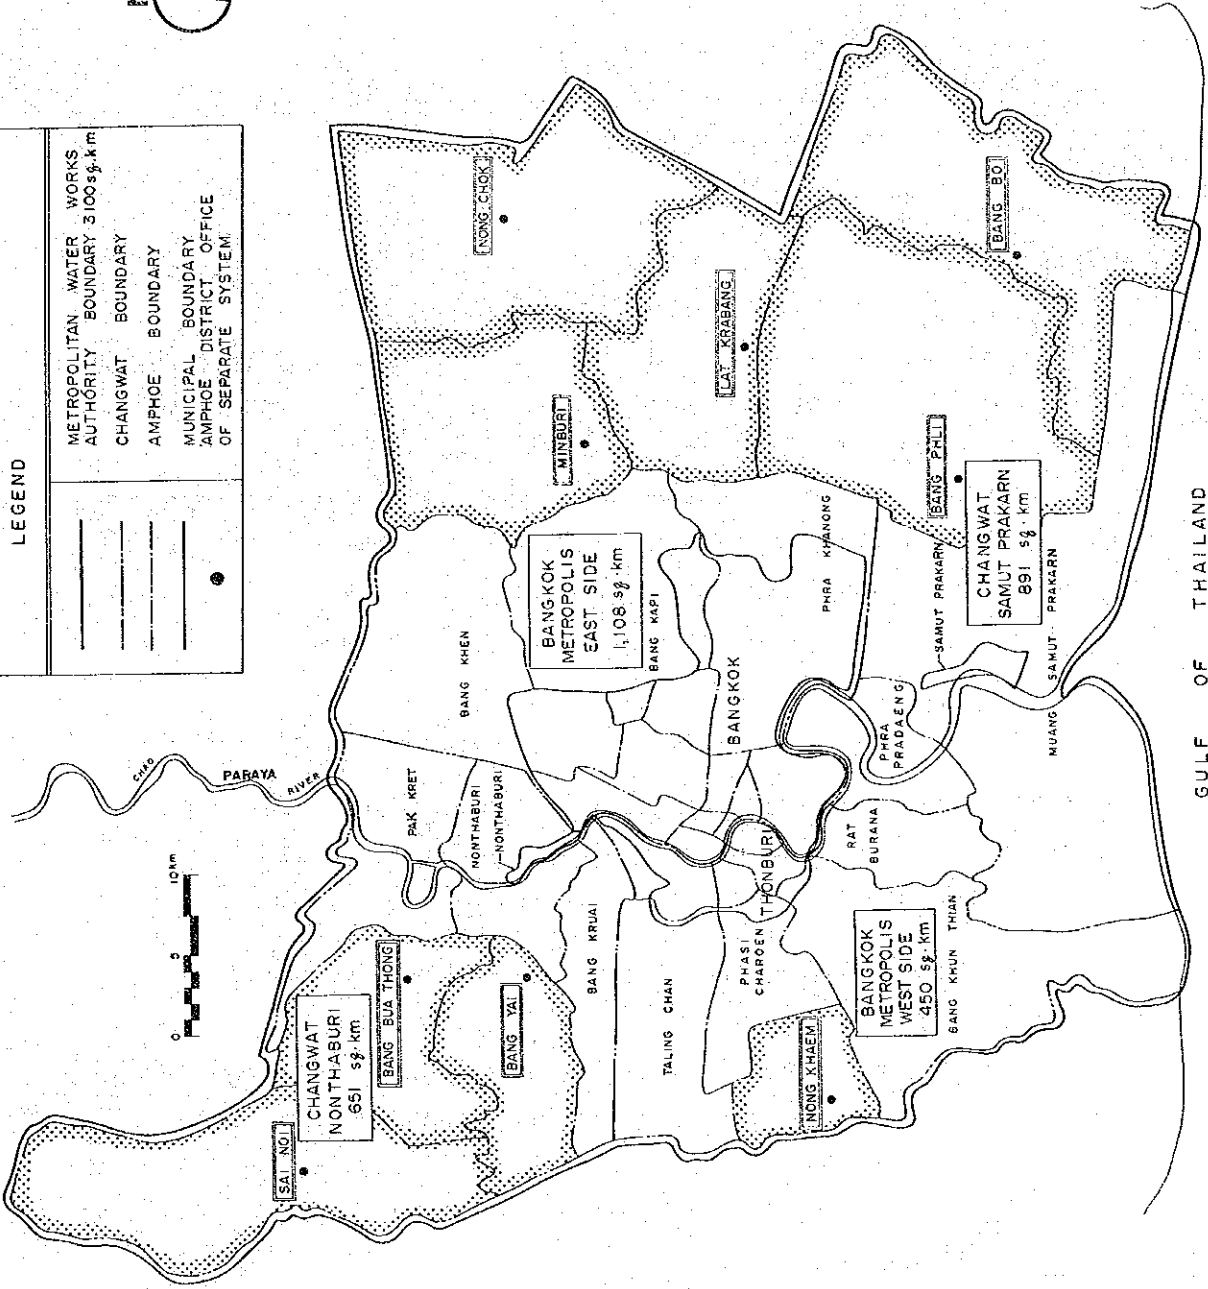 N
LEGEND
METROPOLITAN WATER WORKS
AUTHORITY BOUNDARY 3100 sq.km
CHANGWAT BOUNDARY
AMPHOE BOUNDARY
MUNICIPAL BOUNDARY
AMPHOE DISTRICT OFFICE
OF SEPARATE SYSTEM.
0 5 10 km
CHAO
PARAYA
RIVER
SAI NOI
CHANGWAT
NONTHABURI
651 sq.km
BANG BUA THONG
BANG YAI
PAK KRET
NONTHABURI
NONTHABURI
BANG KRUAI
BANG KHEN
MINBURI
NONG CHOK
LAT KRABANG
BANGKOK
METROPOLIS
EAST SIDE
1,108 sq.km
BANG KAPI
BANGKOK
PHRA KHANONG
TALING CHAN
PHASI
CHAROEN
THONBURI
NONG KHAEM
BANGKOK
METROPOLIS
WEST SIDE
450 sq.km
BANG KHUN THIAN
RAT
BURANA
PHRA
PRADAENG
SAMUT PRAKARN
BANG PHLI
BANG BO
CHANGWAT
SAMUT PRAKARN
891 sq.km
MUANG SAMUT PRAKARN
GULF OF THAILAND